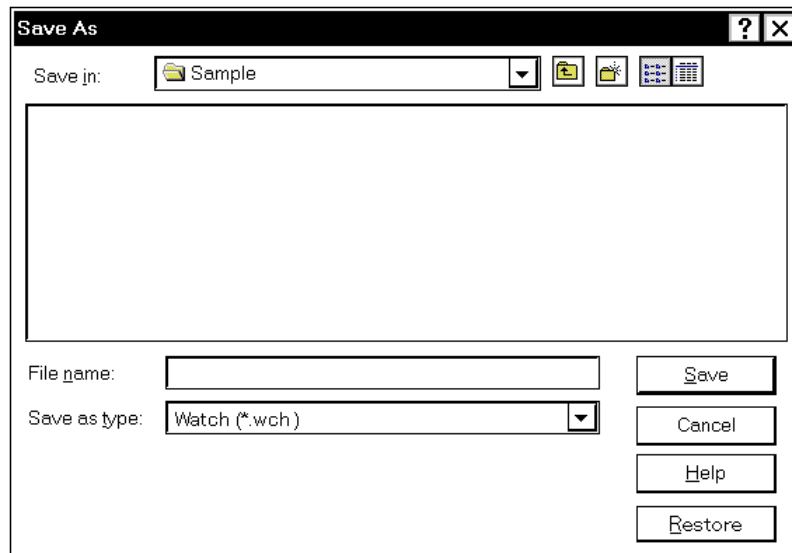 Save As
?
Save in:
Sample
File name:
Save
Save as type:
Watch (*.wch )
Cancel
Help
Restore